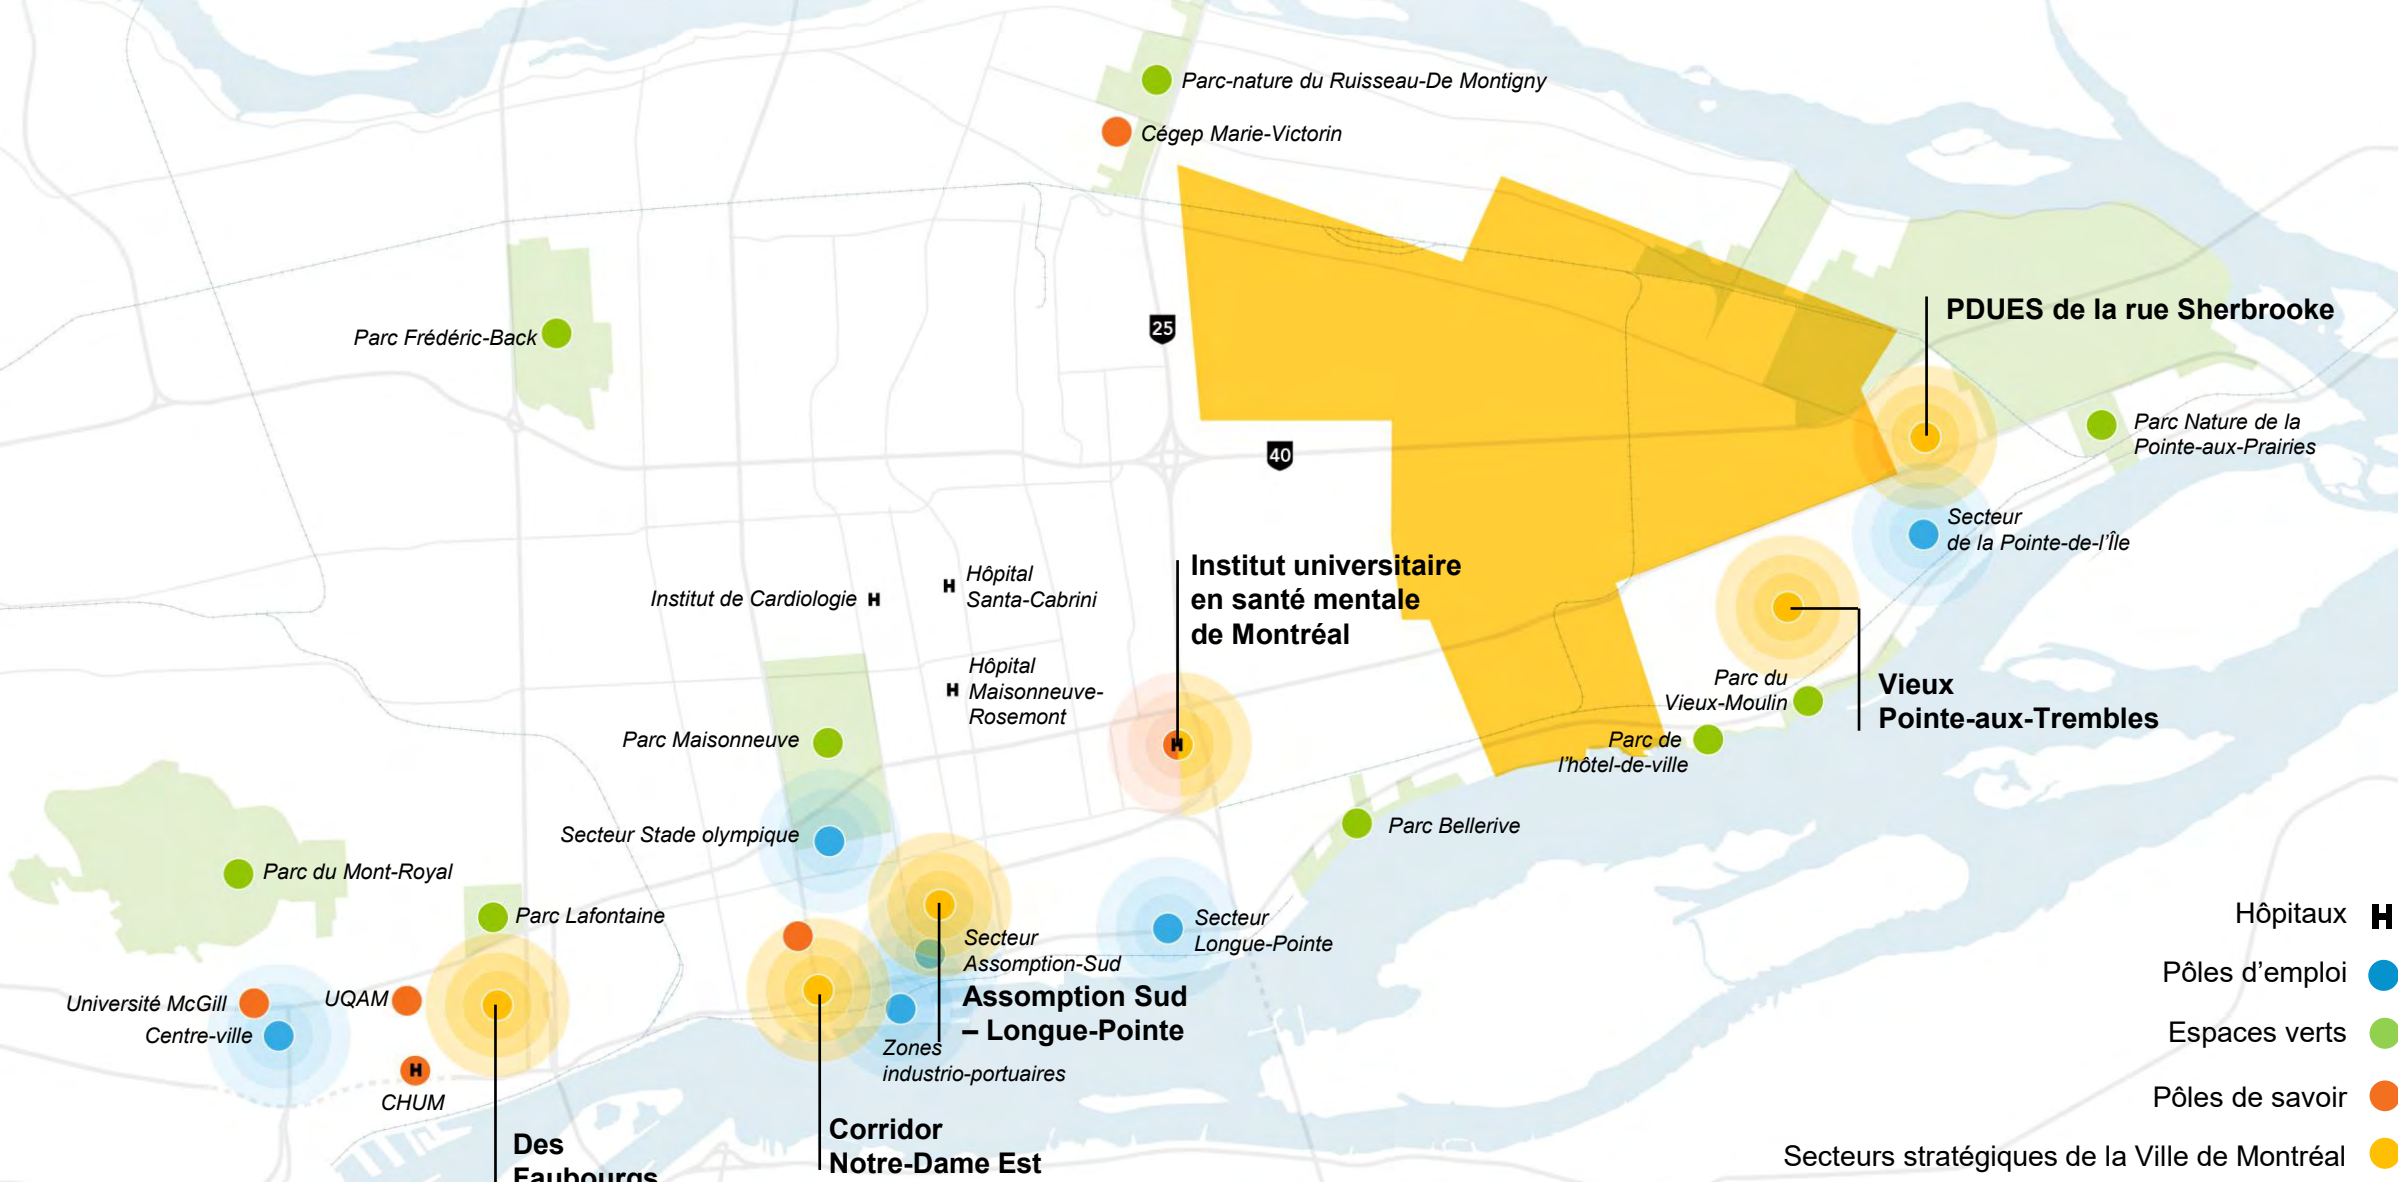 Parc-nature du Ruisseau-De Montigny
Cégep Marie-Victorin
PDUES de la rue Sherbrooke
25
Parc Frédéric-Back
Parc Nature de la
Pointe-aux-Prairies
40
Secteur
de la Pointe-de-l'Île
Institut universitaire
en santé mentale
de Montréal
Hôpital
Santa-Cabrini
H
Institut de Cardiologie H
Hôpital
H Maisonneuve-
Rosemont
Parc du
Vieux-Moulin
Vieux
Pointe-aux-Trembles
Parc Maisonneuve
H
Parc de
l'hôtel-de-ville
Secteur Stade olympique
Parc Bellerive
Parc du Mont-Royal
Parc Lafontaine
Secteur
Longue-Pointe
Secteur
Assomption-Sud
Assomption Sud
– Longue-Pointe
Université McGill
UQAM
Centre-ville
Zones
industrio-portuaires
H
CHUM
Corridor
Notre-Dame Est
Des
Faubourgs
Hôpitaux H
Pôles d'emploi
Espaces verts
Pôles de savoir
Secteurs stratégiques de la Ville de Montréal